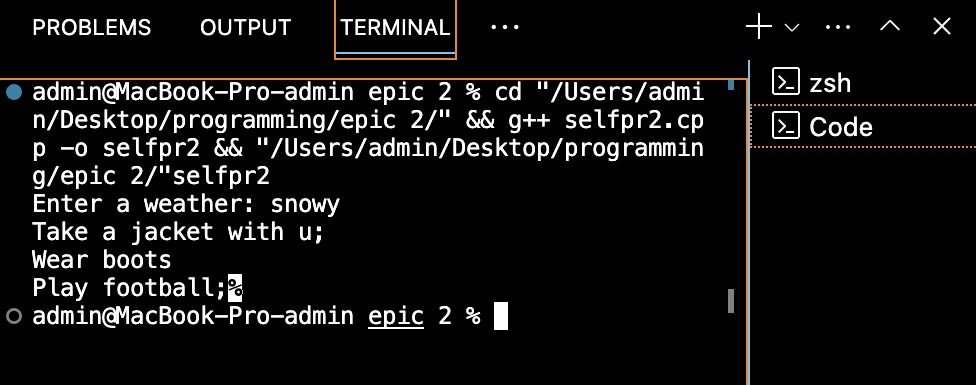 PROBLEMS OUTPUT TERMINAL ...
admin@MacBook-Pro-admin epic 2 % cd "/Users/admi
n/Desktop/programming/epic 2/" && g++ selfpr2.cp
p -o selfpr2 && "/Users/admin/Desktop/programmin
g/epic 2/"selfpr2
Enter a weather: snowy
Take a jacket with u;
Wear boots
Play football;%
admin@MacBook-Pro-admin epic 2 %
zsh
Code